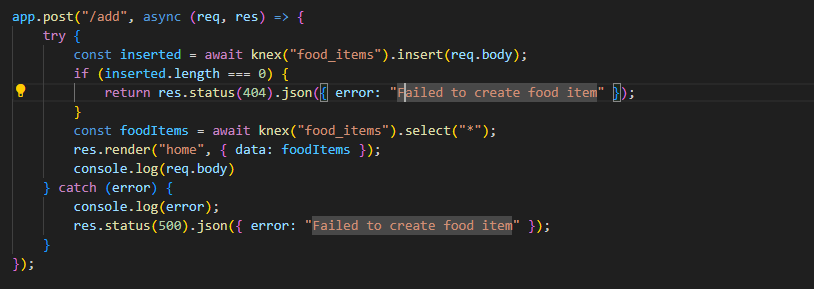 app.post("/add", async (req, res) => {
    try {
        const inserted = await knex("food_items").insert(req.body);
        if (inserted.length === 0) {
            return res.status(404).json({ error: "Failed to create food item" });
        }
        const foodItems = await knex("food_items").select("*");
        res.render("home", { data: foodItems });
        console.log(req.body)
    } catch (error) {
        console.log(error);
        res.status(500).json({ error: "Failed to create food item" });
    }
});